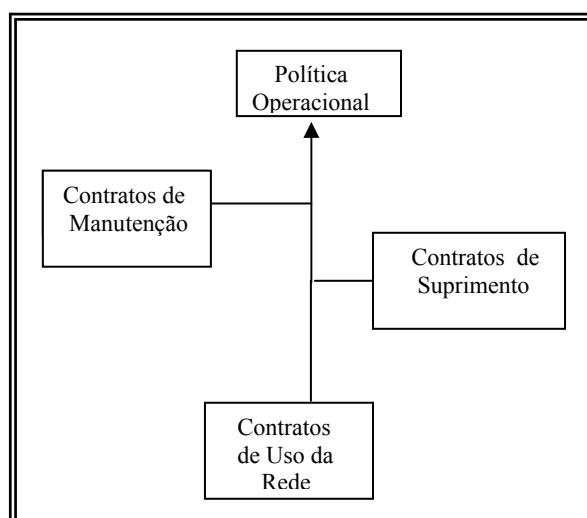 Política
Operacional
Contratos de
Manutenção
Contratos de
Suprimento
Contratos
de Uso da
Rede